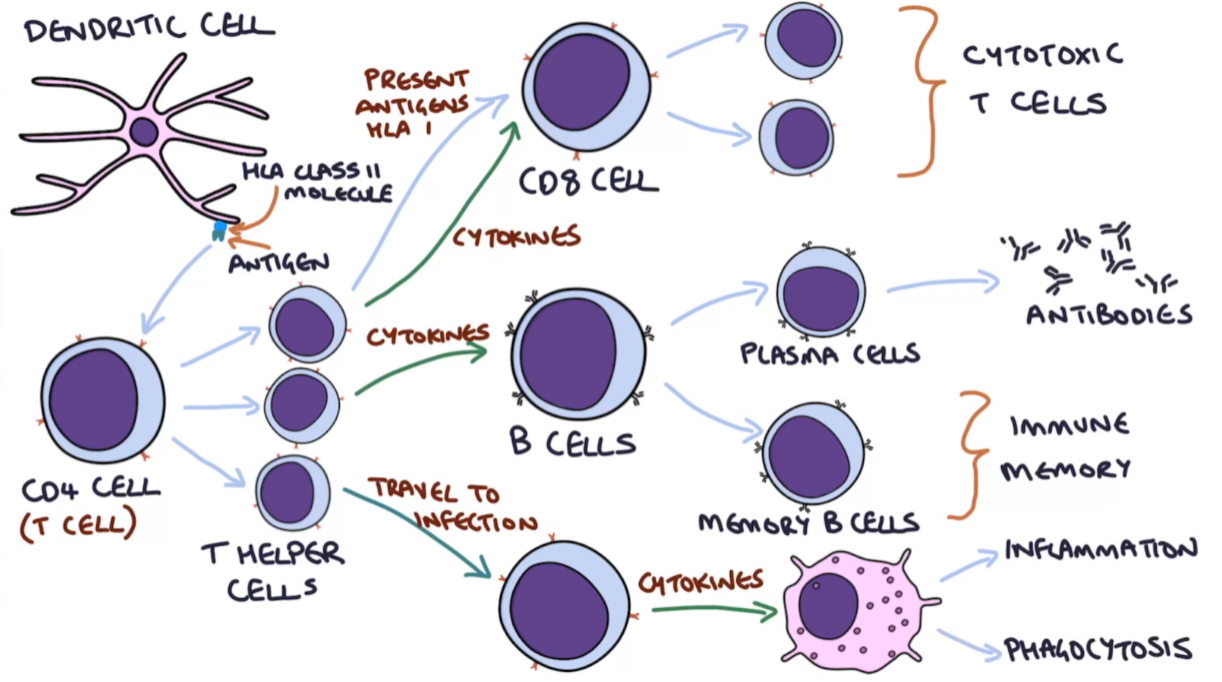 DENDRITIC CELL
HLA CLASS II
MOLECULE
ANTIGEN
CD4 CELL
(T CELL)
T HELPER
CELLS
PRESENT
ANTIGENS
HLA I
CYTOKINES
CD8 CELL
CYTOTOXIC
T CELLS
CYTOKINES
B CELLS
PLASMA CELLS
ANTIBODIES
MEMORY B CELLS
IMMUNE
MEMORY
TRAVEL TO
INFECTION
CYTOKINES
INFLAMMATION
PHAGOCYTOSIS